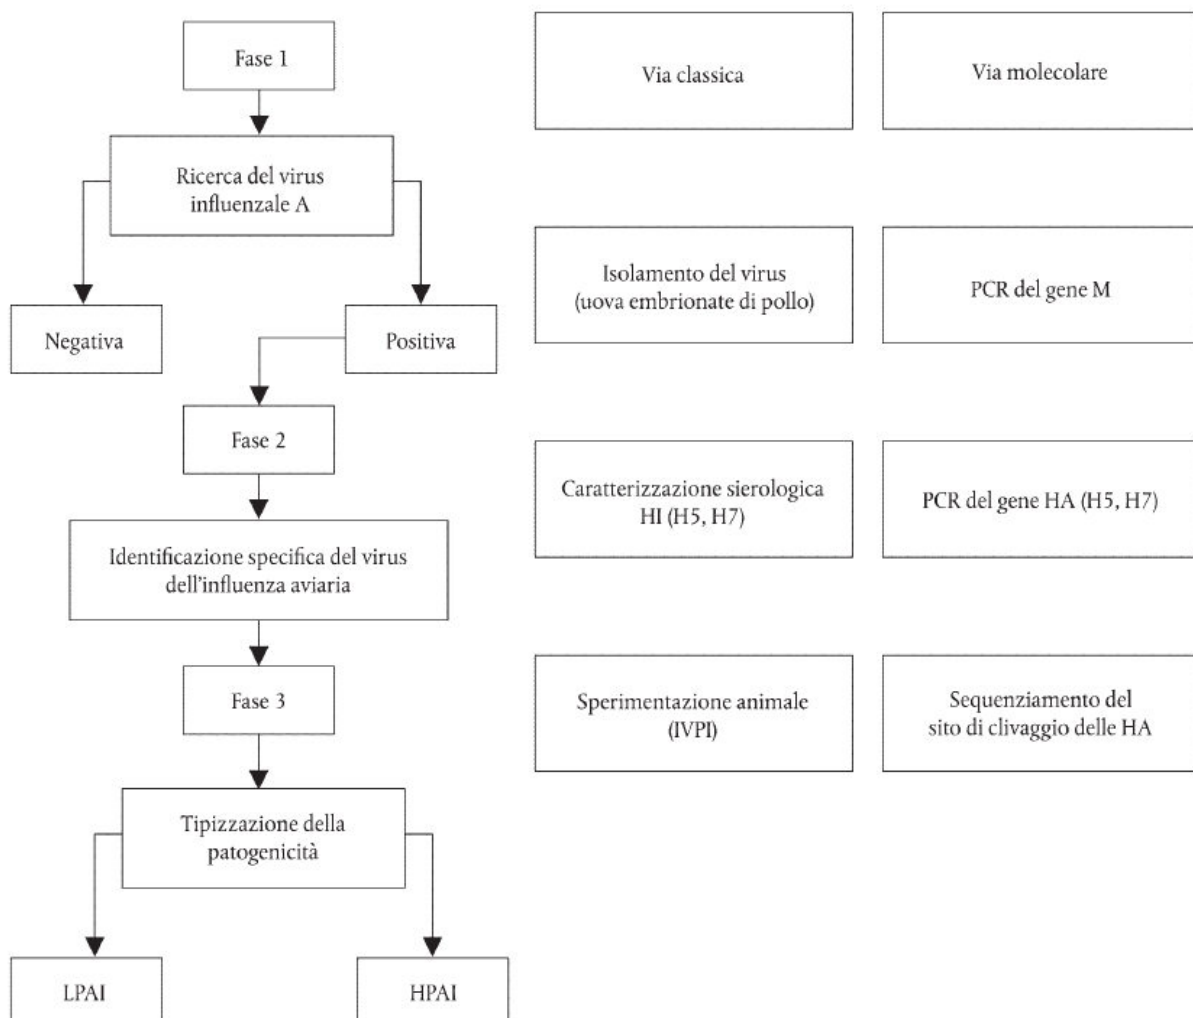 Fase 1
Via classica
Via molecolare
Ricerca del virus
influenzale A
Isolamento del virus
(uova embrionate di pollo)
PCR del gene M
Negativa
Positiva
Fase 2
Caratterizzazione sierologica
HI (H5, H7)
PCR del gene HA (H5, H7)
Identificazione specifica del virus
dell'influenza aviaria
Fase 3
Sperimentazione animale
(IVPI)
Sequenziamento del
sito di clivaggio delle HA
Tipizzazione della
patogenicità
LPAI
HPAI